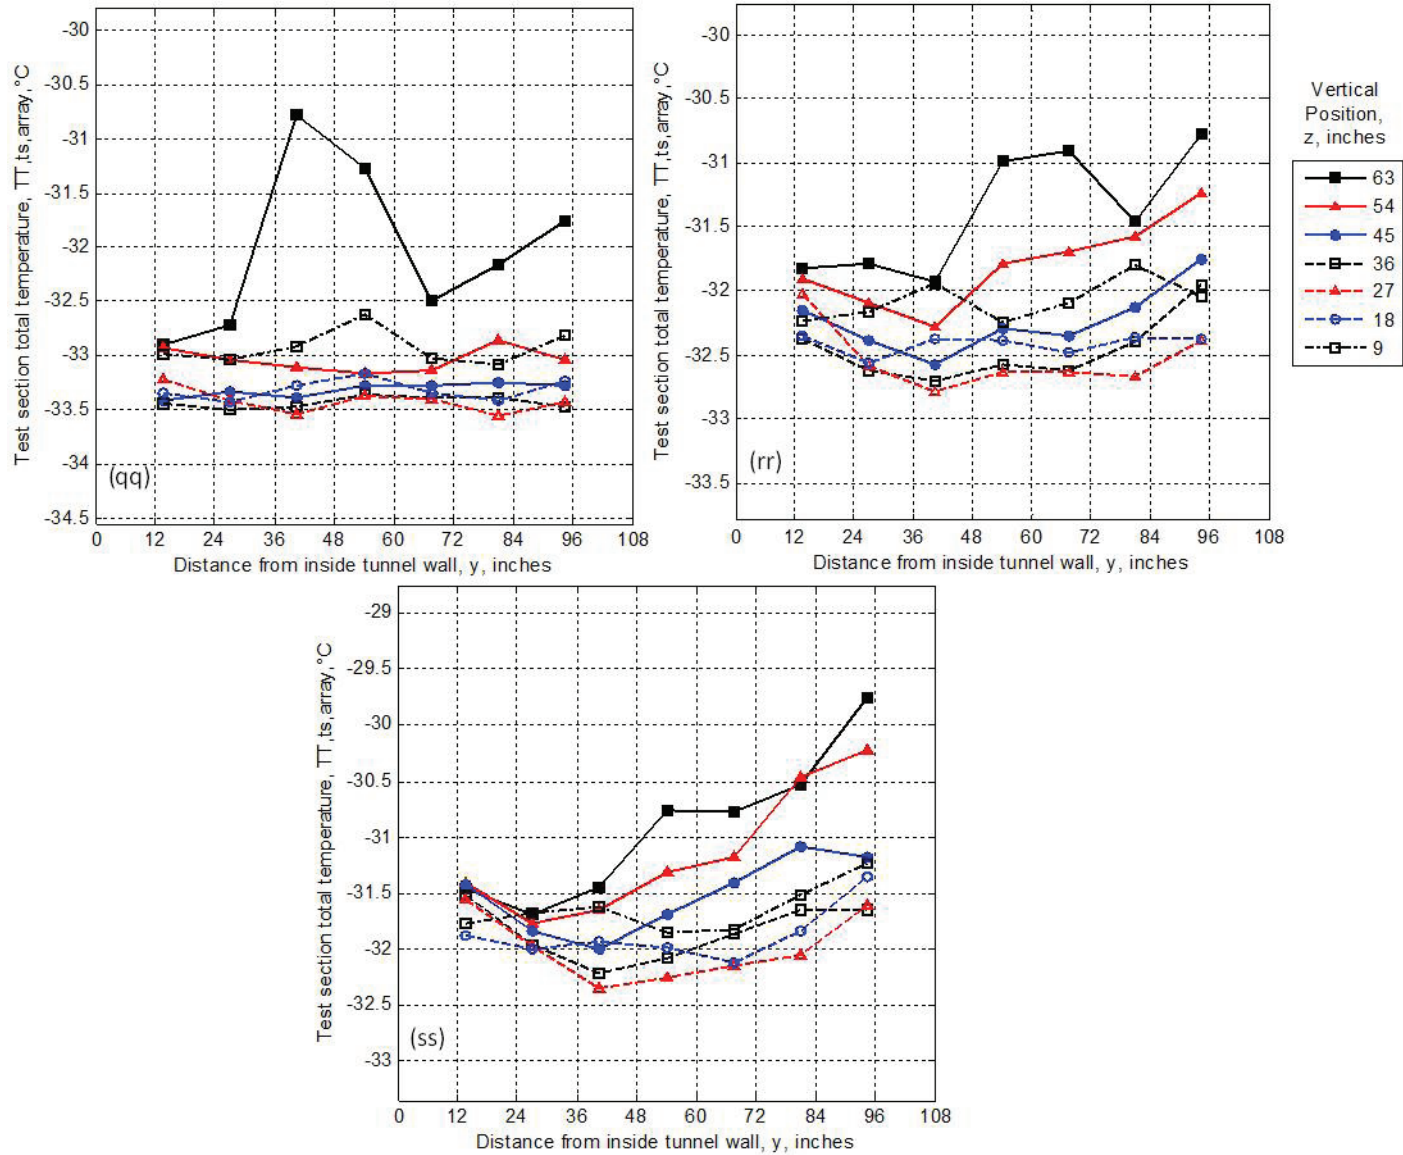 -30
-30.5
-31
-31.5
-32
-32.5
-33
-33.5
-34
-34.5
Test section total temperature, TT,ts,array,°C
(qq)
0 12 24 36 48 60 72 84 96 108
Distance from inside tunnel wall, y, inches
-30
-30.5
-31
-31.5
-32
-32.5
-33
-33.5
Test section total temperature, TT,ts,array,°C
(rr)
0 12 24 36 48 60 72 84 96 108
Distance from inside tunnel wall, y, inches
Vertical
Position,
z, inches
63
54
45
36
27
18
9
-29
-29.5
-30
-30.5
-31
-31.5
-32
-32.5
-33
Test section total temperature, TT,ts,array,°C
(ss)
0 12 24 36 48 60 72 84 96 108
Distance from inside tunnel wall, y, inches